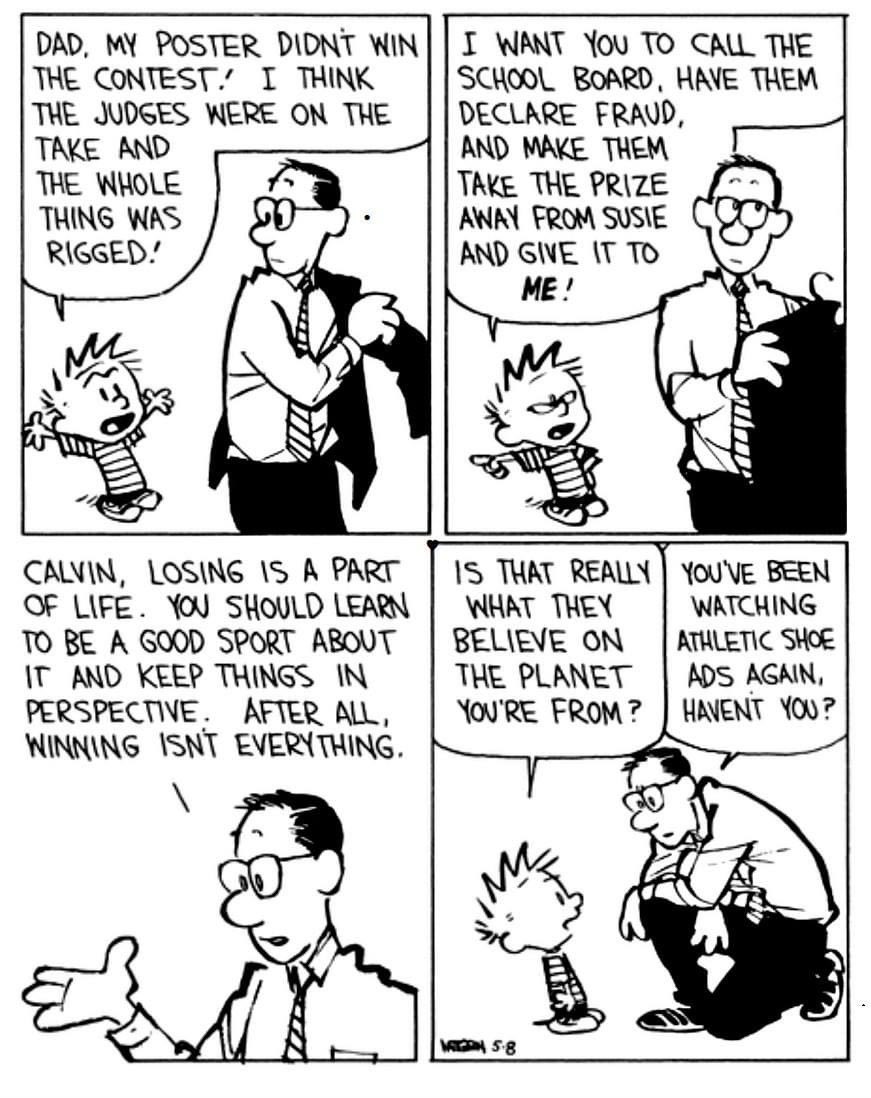 DAD, MY POSTER DIDN'T WIN
THE CONTEST! I THINK
THE JUDGES WERE ON THE
TAKE AND
THE WHOLE
THING WAS
RIGGED!
I WANT YOU TO CALL THE
SCHOOL BOARD, HAVE THEM
DECLARE FRAUD,
AND MAKE THEM
TAKE THE PRIZE
AWAY FROM SUSIE
AND GIVE IT TO
ME!
CALVIN, LOSING IS A PART
OF LIFE. YOU SHOULD LEARN
TO BE A GOOD SPORT ABOUT
IT AND KEEP THINGS IN
PERSPECTIVE. AFTER ALL,
WINNING ISN'T EVERYTHING.
IS THAT REALLY
WHAT THEY
BELIEVE ON
THE PLANET
YOU'RE FROM?
YOU'VE BEEN
WATCHING
ATHLETIC SHOE
ADS AGAIN,
HAVEN'T YOU?
5-8